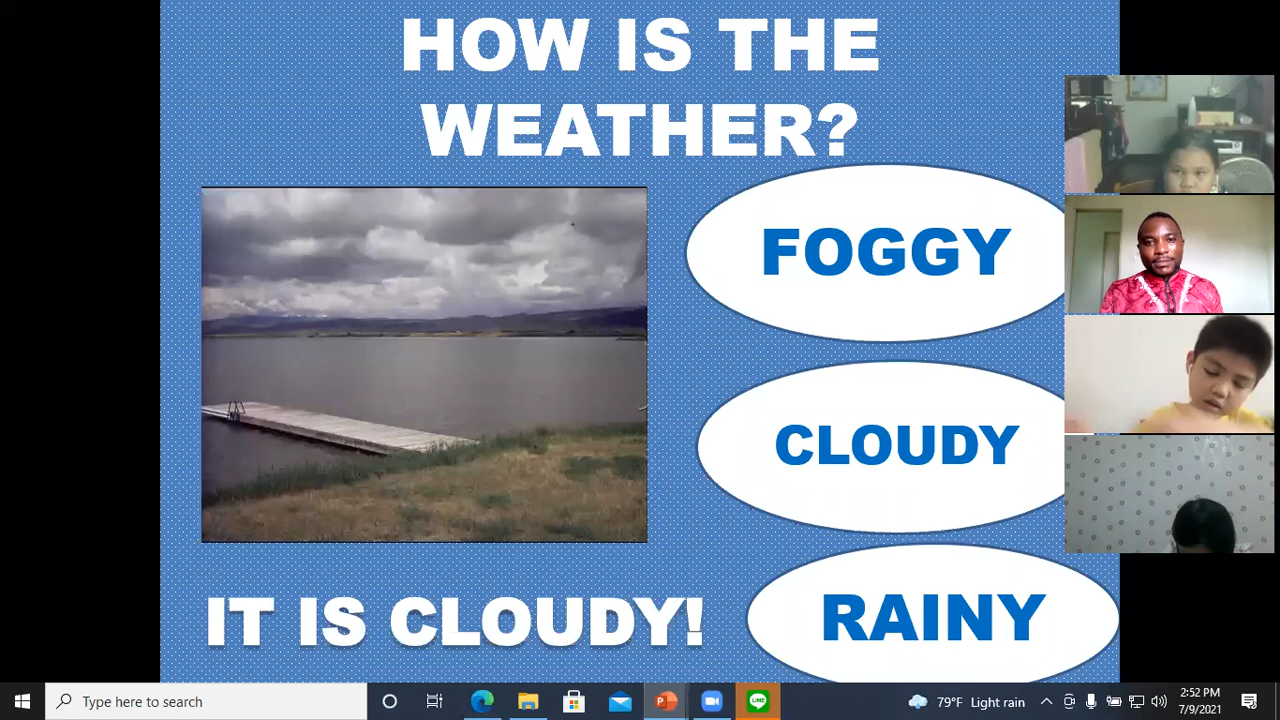 HOW IS THE
WEATHER?
FOGGY
CLOUDY
RAINY
IT IS CLOUDY!
Type here to search
LINE
79°F Light rain
2:52 PM
7/9/2021